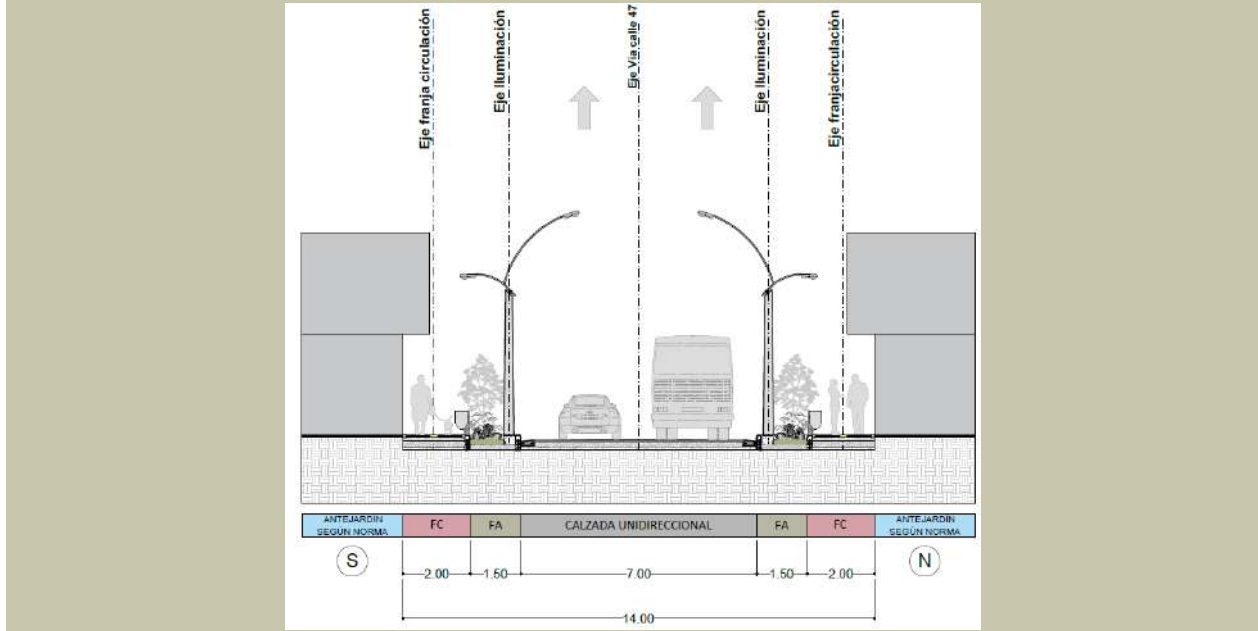 Eje franja circulación
Eje Iluminación
Eje Vía calle 47
Eje Iluminación
Eje franjacirculación
ANTEJARDIN
SEGÚN NORMA
FC
FA
CALZADA UNIDIRECCIONAL
FA
FC
ANTEJARDIN
SEGÚN NORMA
S
N
2.00
1.50
7.00
1.50
2.00
14.00